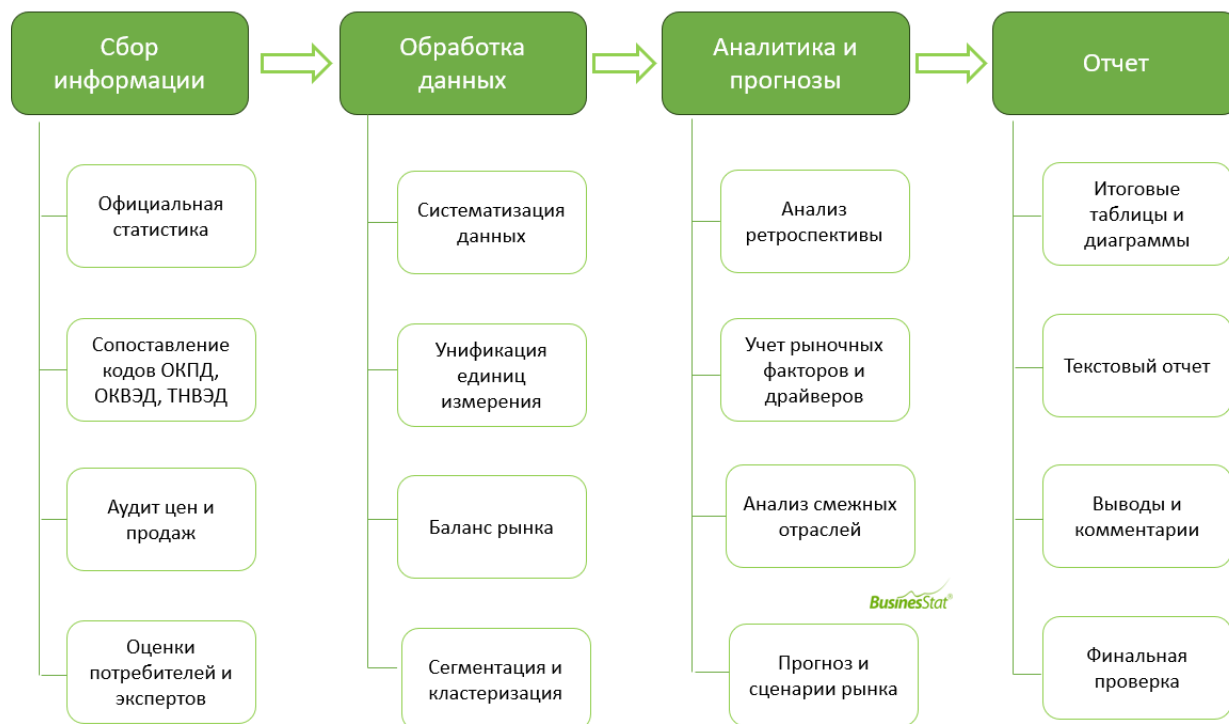 Сбор
информации
Обработка
данных
Аналитика и
прогнозы
Отчет
Официальная
статистика
Сопоставление
кодов ОКПД,
ОКВЭД, ТНВЭД
Аудит цен и
продаж
Оценки
потребителей и
экспертов
Систематизация
данных
Унификация
единиц
измерения
Баланс рынка
Сегментация и
кластеризация
Анализ
ретроспективы
Учет рыночных
факторов и
драйверов
Анализ смежных
отраслей
BusinesStat®
Прогноз и
сценарии рынка
Итоговые
таблицы и
диаграммы
Текстовый отчет
Выводы и
комментарии
Финальная
проверка